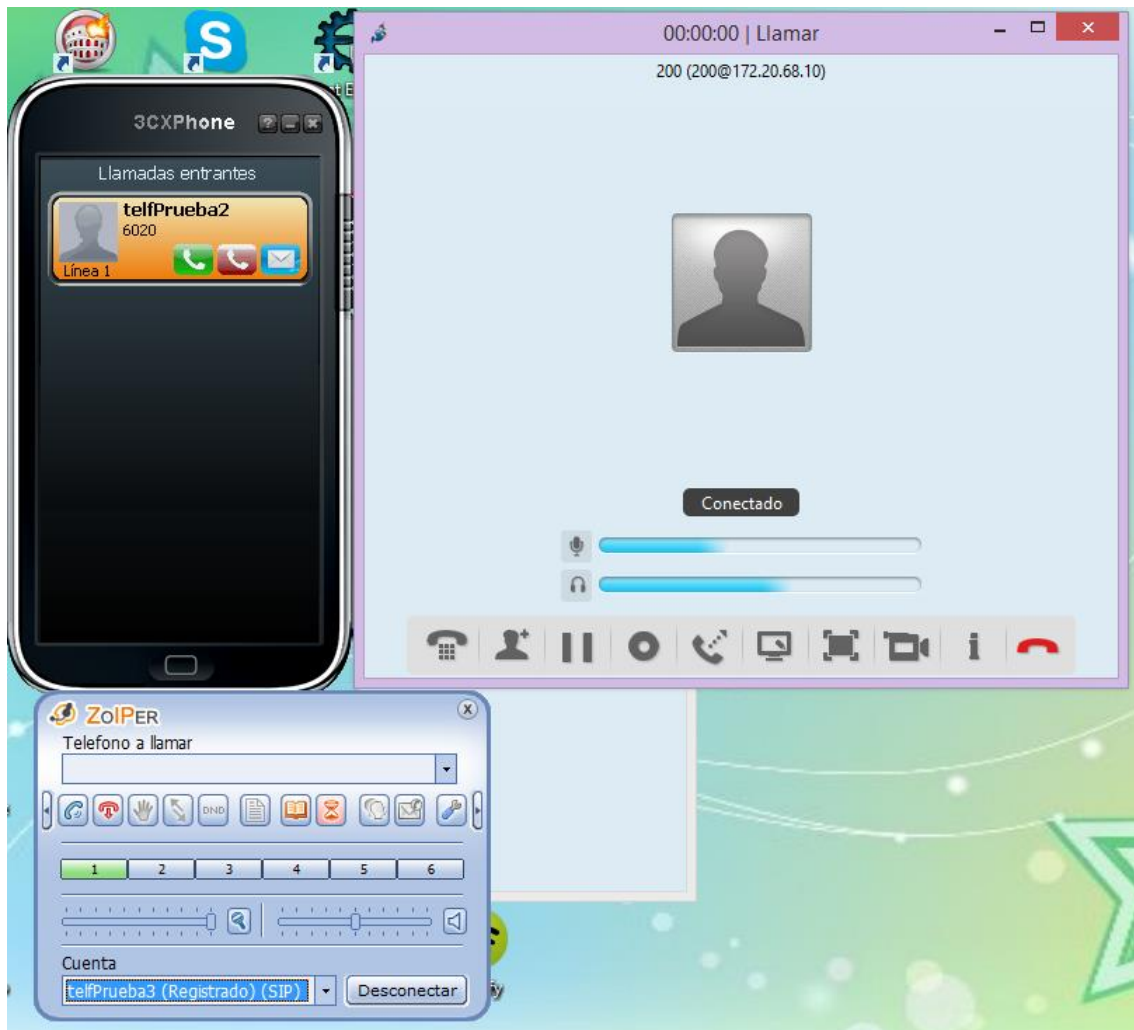 00:00:00 | Llamar
200 (200@172.20.68.10)
3CXPhone
Llamadas entrantes
telfPrueba2
6020
Línea 1
Conectado
ZoIPER
Telefono a llamar
DND
1 2 3 4 5 6
Cuenta
telfPrueba3 (Registrado) (SIP)
Desconectar